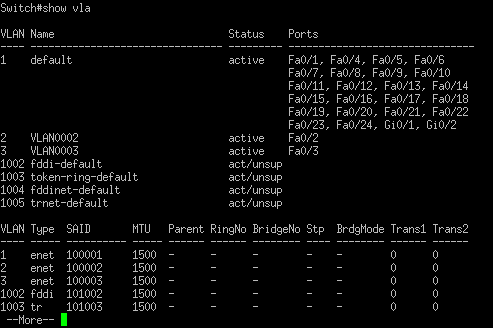 Switch#show vla
VLAN Name Status Ports
---- -------------------------------- --------- -------------------------------
1 default active Fa0/1, Fa0/4, Fa0/5, Fa0/6
Fa0/7, Fa0/8, Fa0/9, Fa0/10
Fa0/11, Fa0/12, Fa0/13, Fa0/14
Fa0/15, Fa0/16, Fa0/17, Fa0/18
Fa0/19, Fa0/20, Fa0/21, Fa0/22
Fa0/23, Fa0/24, Gi0/1, Gi0/2
2 VLAN0002 active Fa0/2
3 VLAN0003 active Fa0/3
1002 fddi-default act/unsup
1003 token-ring-default act/unsup
1004 fddinet-default act/unsup
1005 trnet-default act/unsup
VLAN Type SAID MTU Parent RingNo BridgeNo Stp BrdgMode Trans1 Trans2
---- ----- ---------- ----- ------ ------ -------- ---- -------- ------ ------
1 enet 100001 1500 - - - - - 0 0
2 enet 100002 1500 - - - - - 0 0
3 enet 100003 1500 - - - - - 0 0
1002 fddi 101002 1500 - - - - - 0 0
1003 tr 101003 1500 - - - - - 0 0
--More--